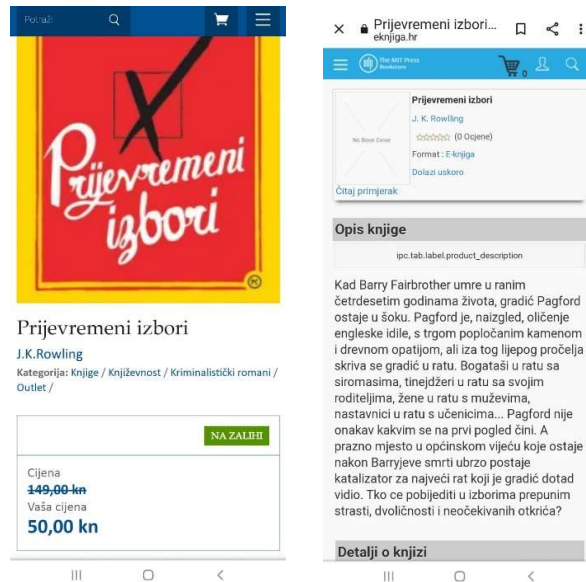 Potraži
Prijevremeni
izbori
Prijevremeni izbori
J.K.Rowling
Kategorija: Knjige / Književnost / Kriminalistički romani /
Outlet /
NA ZALIHI
Cijena
149,00 kn
Vaša cijena
50,00 kn
Prijevremeni izbori...
eknjiga.hr
The MIT Press
Bookstore
0
No Book Cover
Prijevremeni izbori
J. K. Rowlling
(0 Ocjene)
Format : E-knjiga
Dolazi uskoro
Čitaj primjerak
Opis knjige
ipc.tab.label.product_description
Kad Barry Fairbrother umre u ranim
četrdesetim godinama života, gradić Pagford
ostaje u šoku. Pagford je, naizgled, oličenje
engleske idile, s trgom popločanim kamenom
i drevnom opatijom, ali iza tog lijepog pročelja
skriva se gradić u ratu. Bogataši u ratu sa
siromasima, tinejdžeri u ratu sa svojim
roditeljima, žene u ratu s muževima,
nastavnici u ratu s učenicima... Pagford nije
onakav kakvim se na prvi pogled čini. A
prazno mjesto u općinskom vijeću koje ostaje
nakon Barryjeve smrti ubrzo postaje
katalizator za najveći rat koji je gradić dotad
vidio. Tko ce pobijediti u izborima prepunim
strasti, dvoličnosti i neočekivanih otkrića?
Detalji o knjizi